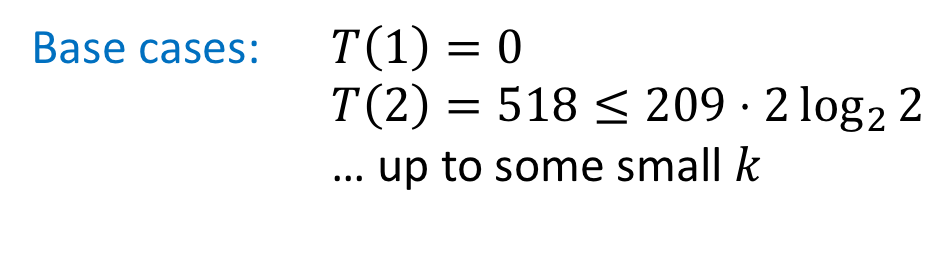 Base cases: 𝑇(1) = 0
𝑇(2) = 518 ≤ 209 ⋅ 2 log₂ 2
... up to some small 𝑘